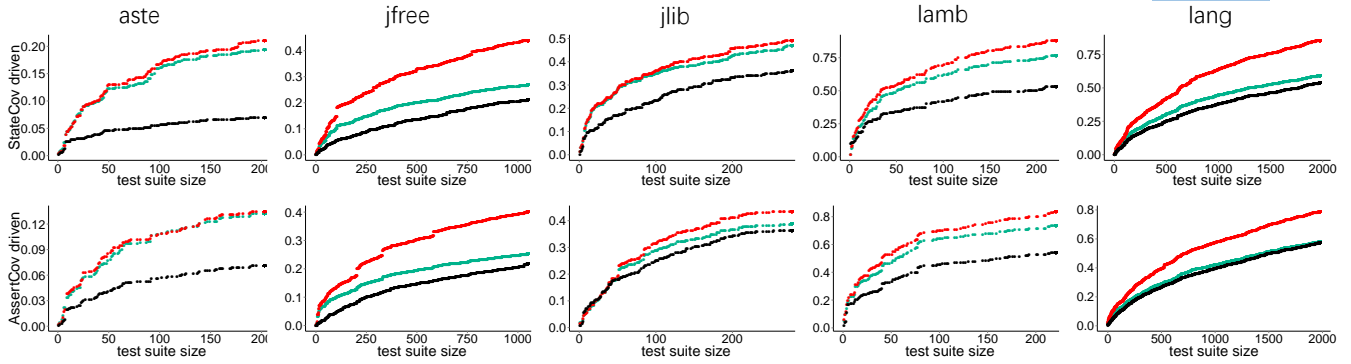 aste jfree jlib lamb lang
StateCov driven
0.20
0.15
0.10
0.05
0.00
0 50 100 150 200
test suite size
0.4
0.3
0.2
0.1
0.0
0 250 500 750 1000
test suite size
0.5
0.4
0.3
0.2
0.1
0.0
0 100 200
test suite size
0.75
0.50
0.25
0.00
0 50 100 150 200
test suite size
0.75
0.50
0.25
0.00
0 500 1000 1500 2000
test suite size
AssertCov driven
0.12
0.09
0.06
0.03
0.00
0 50 100 150 200
test suite size
0.4
0.3
0.2
0.1
0.0
0 250 500 750 1000
test suite size
0.4
0.3
0.2
0.1
0.0
0 100 200
test suite size
0.8
0.6
0.4
0.2
0.0
0 50 100 150 200
test suite size
0.8
0.6
0.4
0.2
0.0
0 500 1000 1500 2000
test suite size